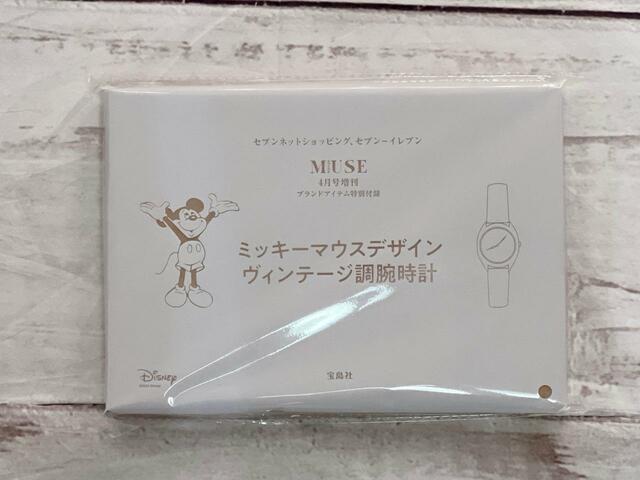 セブンネットショッピング、セブン-イレブン
MUSE
4月号増刊
ブランドアイテム特別付録
ミッキーマウスデザイン
ヴィンテージ調腕時計
Disney
宝島社